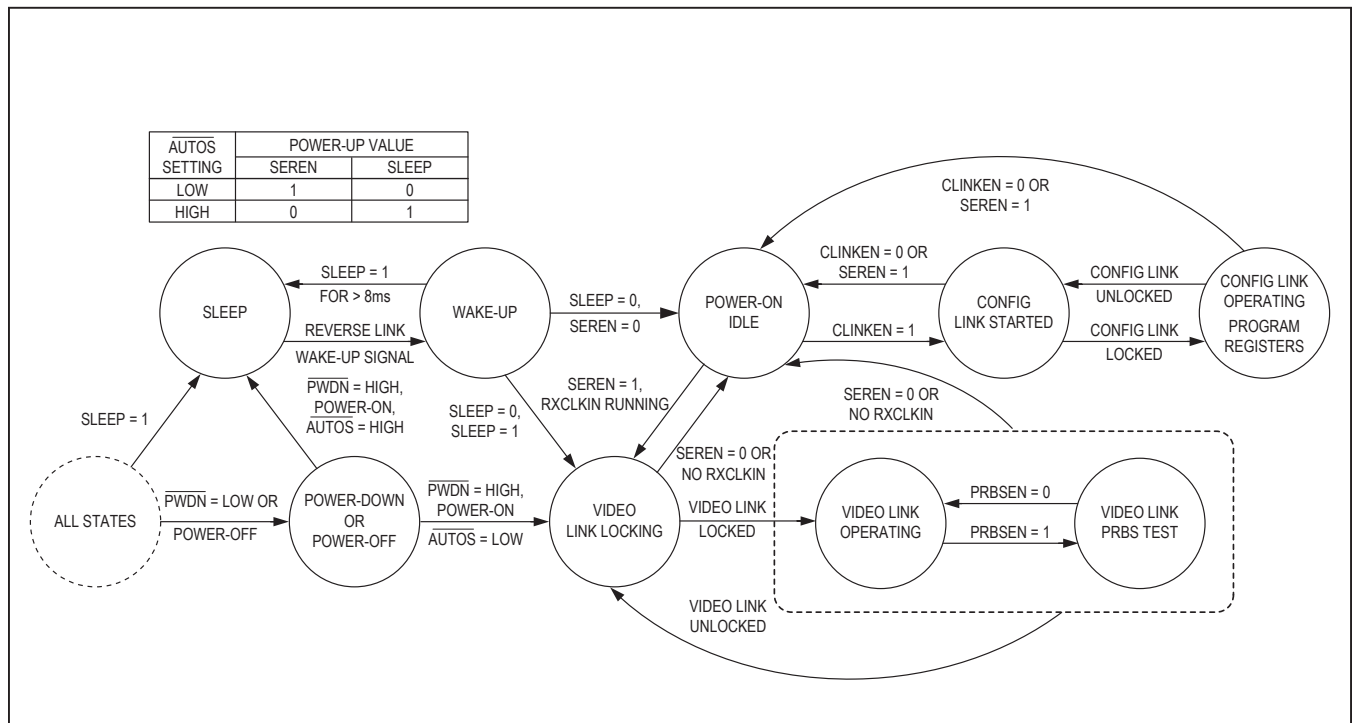 AUTOS
SETTING
POWER-UP VALUE
SEREN
SLEEP
LOW
1
0
HIGH
0
1
CLINKEN = 0 OR
SEREN = 1
SLEEP
SLEEP = 1
FOR > 8ms
REVERSE LINK
WAKE-UP SIGNAL
WAKE-UP
SLEEP = 0,
SEREN = 0
POWER-ON
IDLE
CLINKEN = 0 OR
SEREN = 1
CLINKEN = 1
CONFIG
LINK STARTED
CONFIG LINK
UNLOCKED
CONFIG LINK
LOCKED
CONFIG LINK
OPERATING
PROGRAM
REGISTERS
SLEEP = 1
PWDN = HIGH,
POWER-ON,
AUTOS = HIGH
SLEEP = 0,
SLEEP = 1
SEREN = 1,
RXCLKIN RUNNING
SEREN = 0 OR
NO RXCLKIN
SEREN = 0 OR
NO RXCLKIN
ALL STATES
PWDN = LOW OR
POWER-OFF
POWER-DOWN
OR
POWER-OFF
PWDN = HIGH,
POWER-ON
AUTOS = LOW
VIDEO
LINK LOCKING
VIDEO LINK
LOCKED
VIDEO LINK
OPERATING
PRBSEN = 0
PRBSEN = 1
VIDEO LINK
PRBS TEST
VIDEO LINK
UNLOCKED